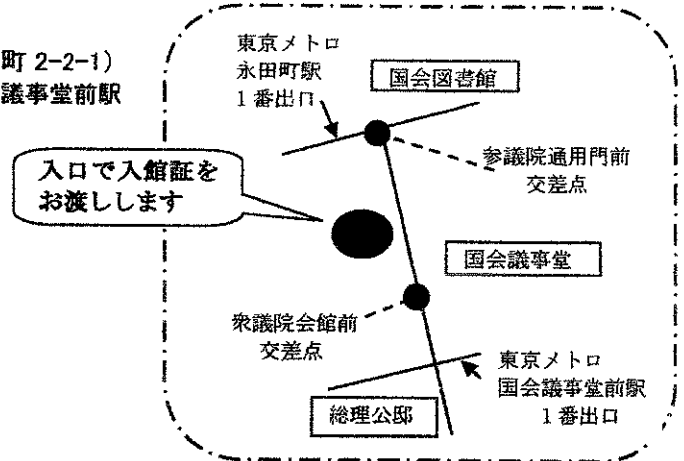 町 2-2-1)
議事堂前駅
東京メトロ
永田町駅
1番出口
国会図書館
参議院通用門前
交差点
入口で入館証を
お渡しします
国会議事堂
衆議院会館前
交差点
東京メトロ
国会議事堂前駅
1番出口
総理公邸